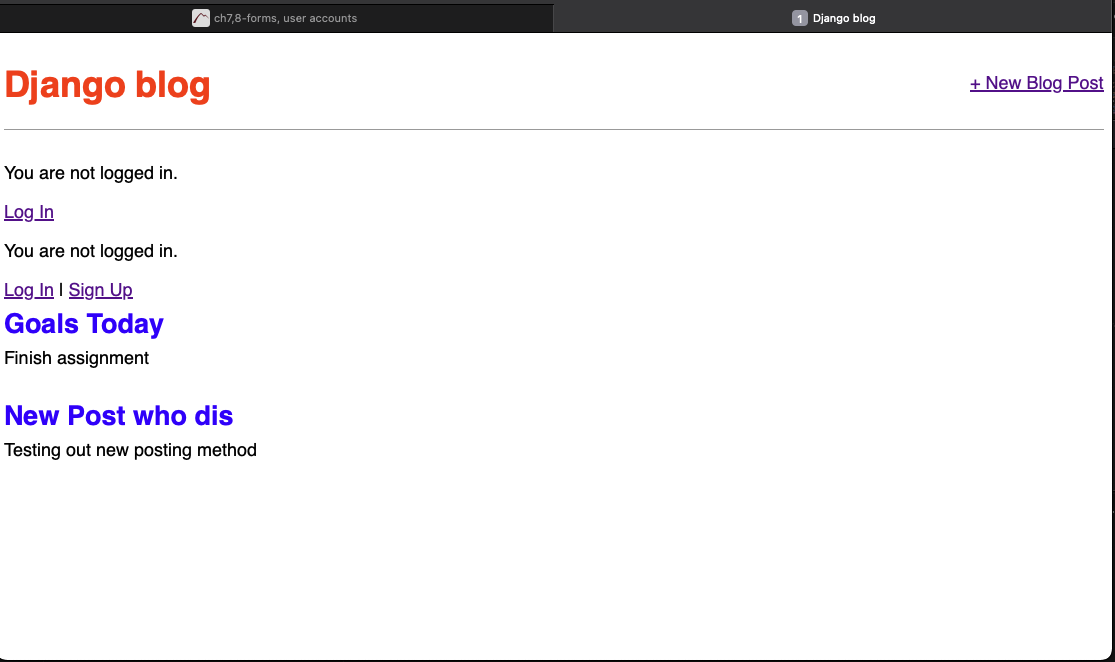 ch7,8-forms, user accounts
1 Django blog
Django blog
+ New Blog Post
You are not logged in.
Log In
You are not logged in.
Log In | Sign Up
Goals Today
Finish assignment
New Post who dis
Testing out new posting method